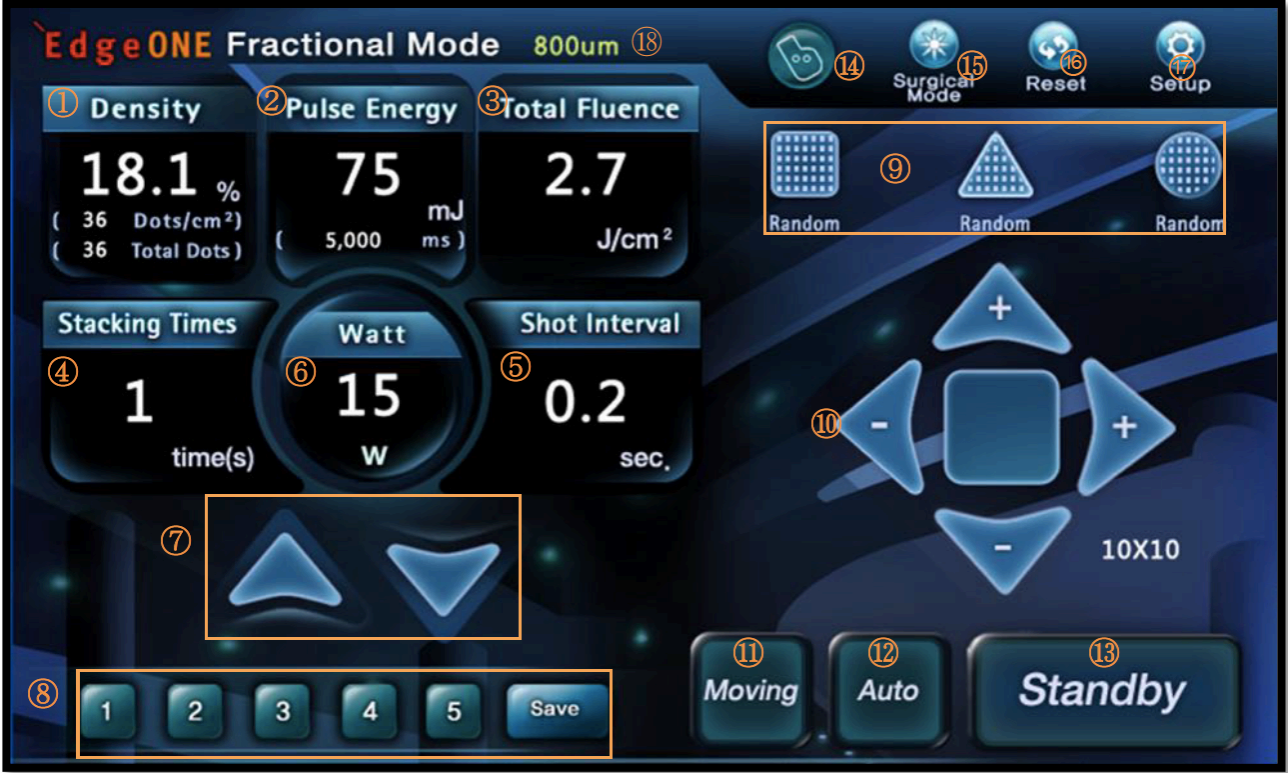 EdgeONE Fractional Mode 800um ⑱
⑭
⑮ Surgical Mode
⑯ Reset
⑰ Setup
① Density
18.1 %
( 36 Dots/cm²)
( 36 Total Dots)
② Pulse Energy
75
mJ
( 5,000 ms )
③ Total Fluence
2.7
J/cm²
⑨
Random
Random
Random
Stacking Times
④
1
time(s)
Watt
⑥
15
W
Shot Interval
⑤
0.2
sec.
+
⑩ - +
-
10X10
⑦
⑧ 1 2 3 4 5 Save
⑪
Moving
⑫
Auto
⑬
Standby